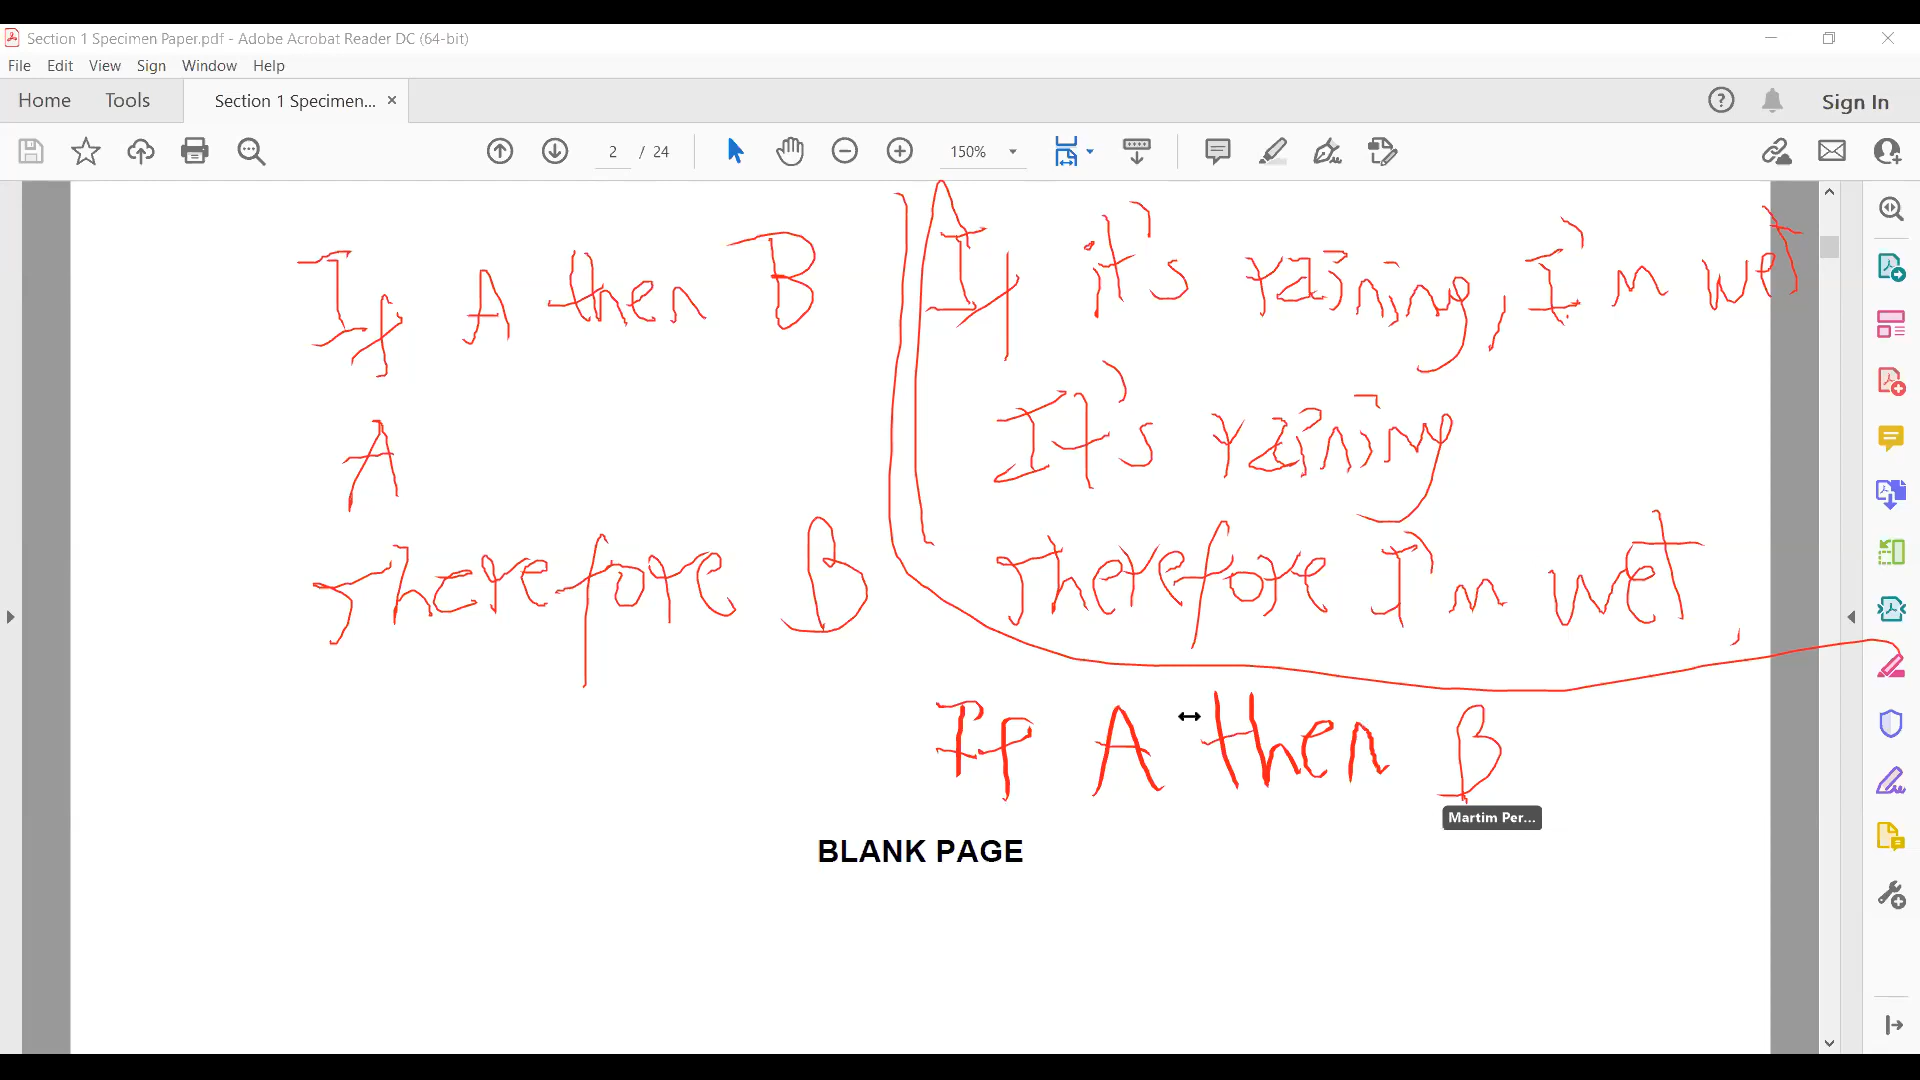 Section 1 Specimen Paper.pdf - Adobe Acrobat Reader DC (64-bit)
File Edit View Sign Window Help
Home Tools Section 1 Specimen... × Sign In
2 / 24 150%
If A then B
A
Therefore B
If it's raining, I'm wet
It's raining
Therefore I'm wet,
If A then B
Martim Per...
BLANK PAGE